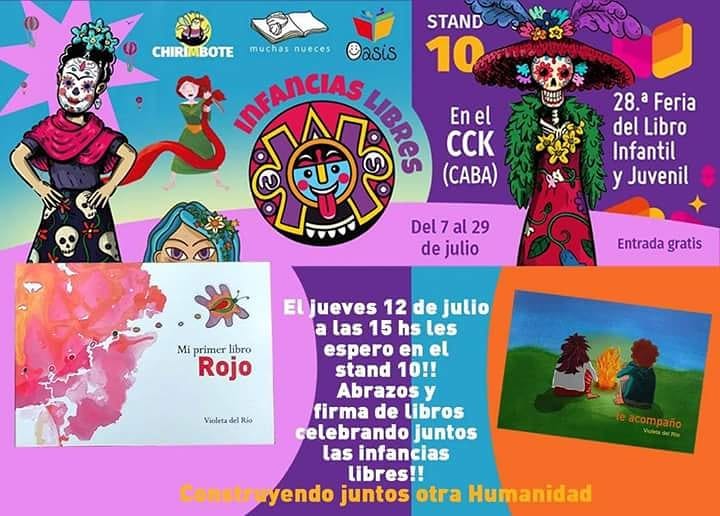 CHIRIMBOTE
muchas nueces
Oasis
INFANCIAS LIBRES
STAND
10
En el
CCK
(CABA)
28.ª Feria
del Libro
Infantil
y Juvenil
Del 7 al 29
de julio
Entrada gratis
Mi primer libro
Rojo
Violeta del Río
El jueves 12 de julio
a las 15 hs les
espero en el
stand 10!!
Abrazos y
firma de libros
celebrando juntos
las infancias
libres!!
te acompaño
Violeta del Río
Construyendo juntos otra Humanidad